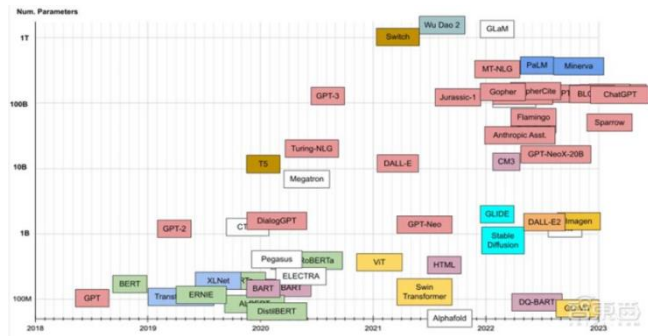 Num. Parameters
Wu Dao 2
GLaM
1T
Switch
MT-NLG
PaLM
Minerva
GPT-3
Jurassic-1
Gopher
pherCite
ChatGPT
100B
Flamingo
Sparrow
Anthropic Asst.
Turing-NLG
GPT-NeoX-20B
T5
DALL-E
CM3
10B
Megatron
GLIDE
DialogGPT
GPT-2
GPT-Neo
DALL-E2
Imagen
1B
Stable
Diffusion
Pegasus
RoBERTa
ViT
HTML
ELECTRA
BERT
XLNet
BART
BART
Swin
Transformer
ERNIE
GPT
100M
DQ-BART
DistilBERT
Alphafold
2018
2019
2020
2021
2022
2023